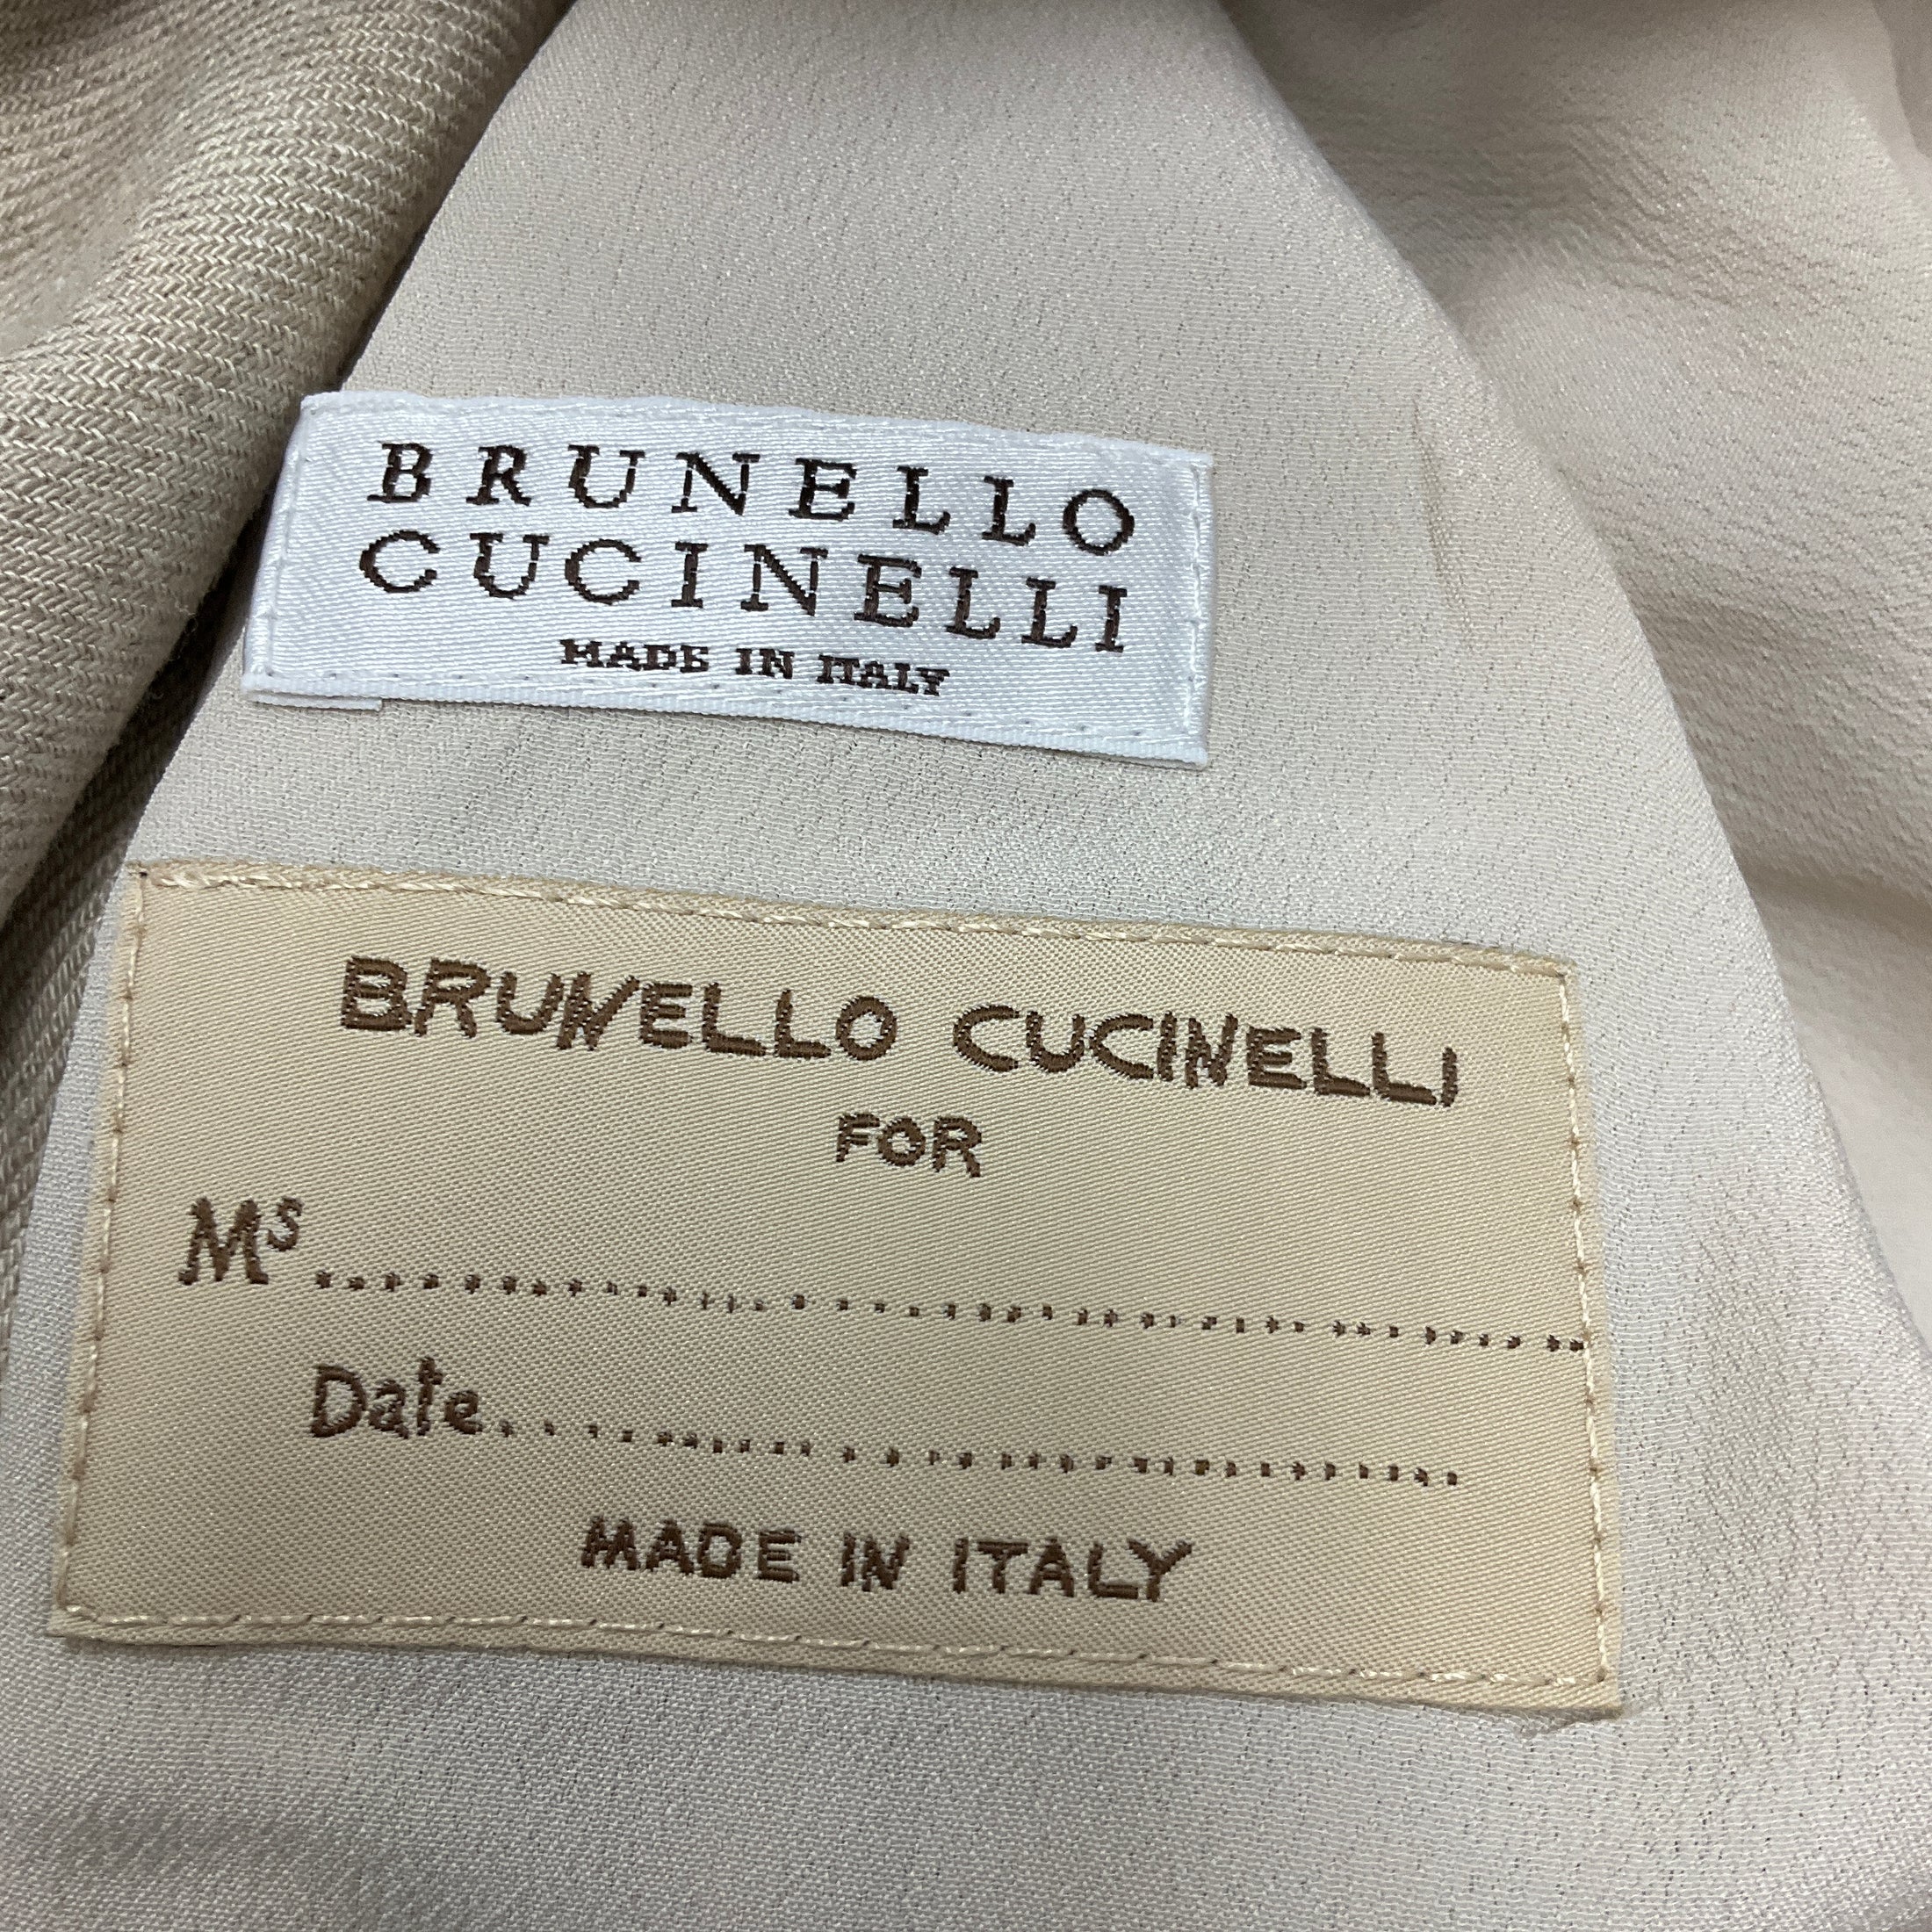 BRUNELLO
CUCINELLI
MADE IN ITALY
BRUNELLO CUCINELLI
FOR
Ms ........................................
Date........................................
MADE IN ITALY